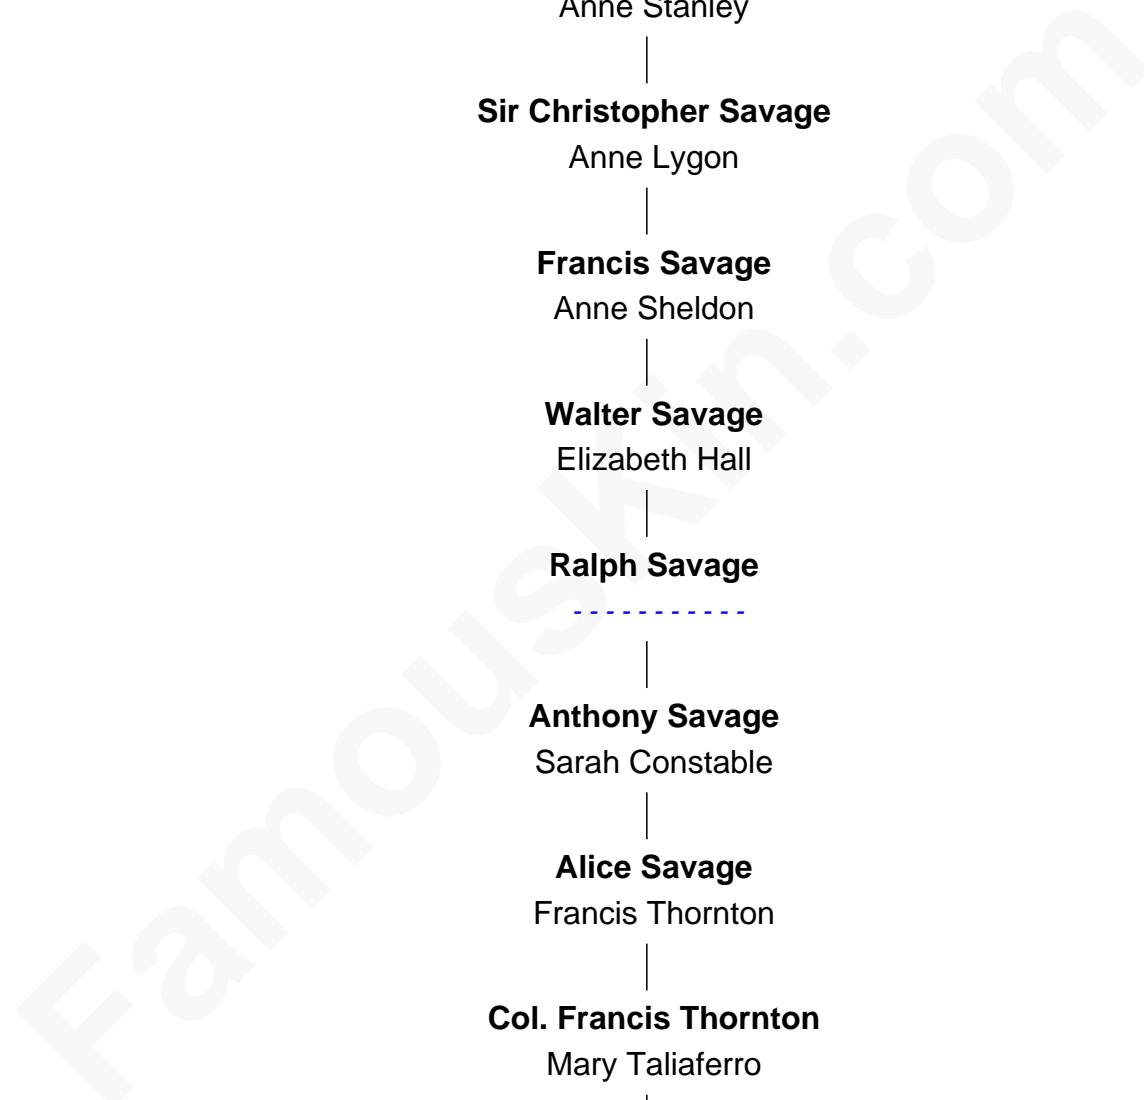 Anne Stanley
Sir Christopher Savage
Anne Lygon
Francis Savage
Anne Sheldon
Walter Savage
Elizabeth Hall
Ralph Savage
- - - - - - - - - - -
Anthony Savage
Sarah Constable
Alice Savage
Francis Thornton
Col. Francis Thornton
Mary Taliaferro
FamousKin.com